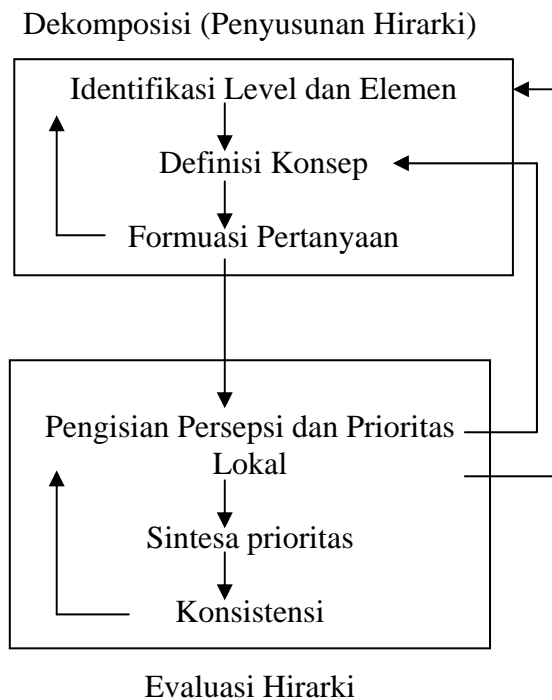 Dekomposisi (Penyusunan Hirarki)
Identifikasi Level dan Elemen
Definisi Konsep
Formuasi Pertanyaan
Pengisian Persepsi dan Prioritas
Lokal
Sintesa prioritas
Konsistensi
Evaluasi Hirarki